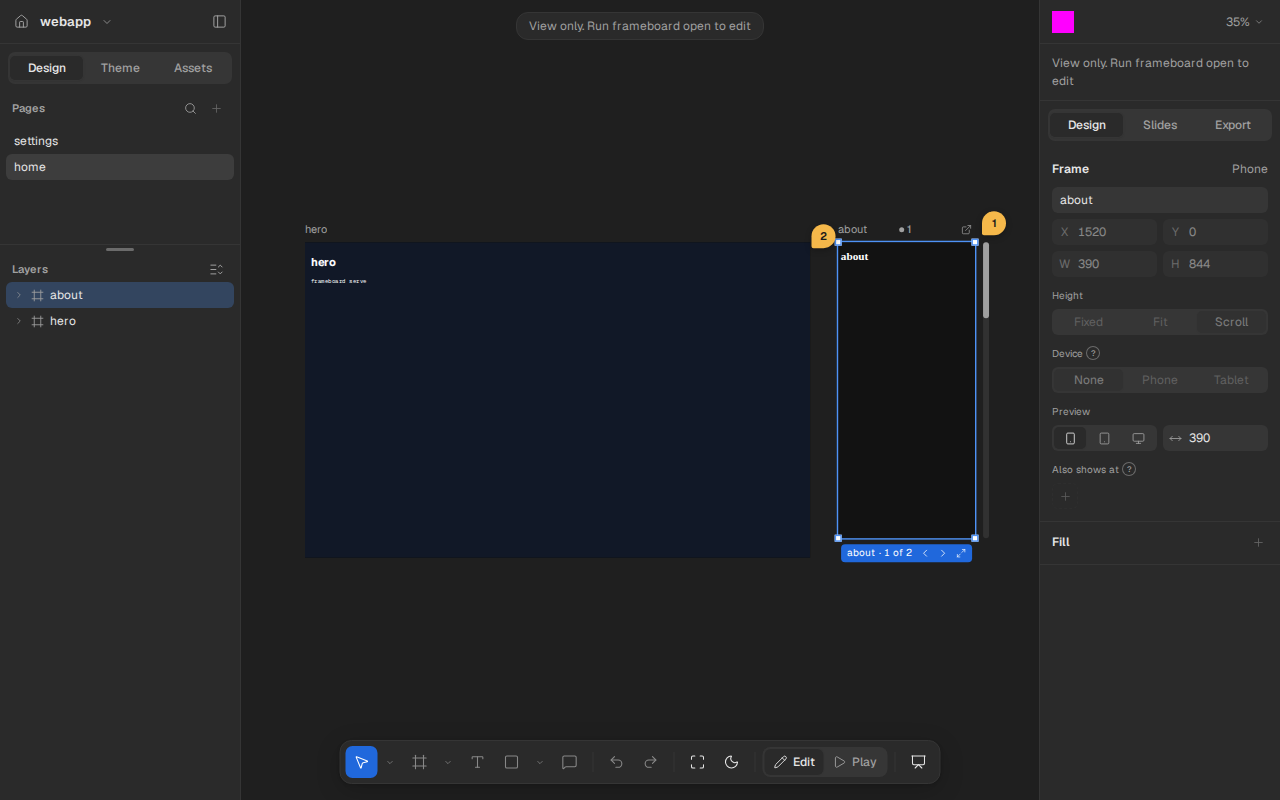 webapp
View only. Run frameboard open to edit
35%
Design Theme Assets
View only. Run frameboard open to
edit
Pages
Design Slides Export
settings
home
Frame Phone
about
X 1520 Y 0
W 390 H 844
hero
2
about
1
1
Layers
about
hero
hero
frameboard serve
about
Height
Fixed Fit Scroll
Device ?
None Phone Tablet
Preview
390
Also shows at ?
Fill
about · 1 of 2
Edit Play